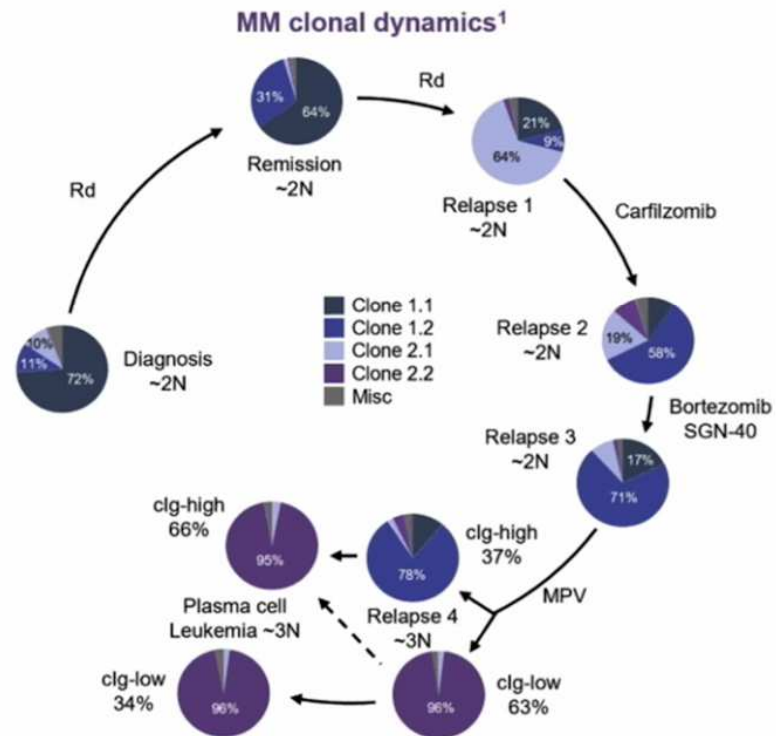 MM clonal dynamics¹
Rd
31%
64%
Remission
~2N
Rd
21%
9%
64%
Relapse 1
~2N
Carfilzomib
Clone 1.1
Clone 1.2
Clone 2.1
Clone 2.2
Misc
10%
11%
72%
Diagnosis
~2N
Relapse 2
~2N
19%
58%
Bortezomib
SGN-40
Relapse 3
~2N
17%
71%
MPV
cIg-high
66%
95%
Plasma cell
Leukemia ~3N
78%
cIg-high
37%
Relapse 4
~3N
cIg-low
34%
96%
96%
cIg-low
63%